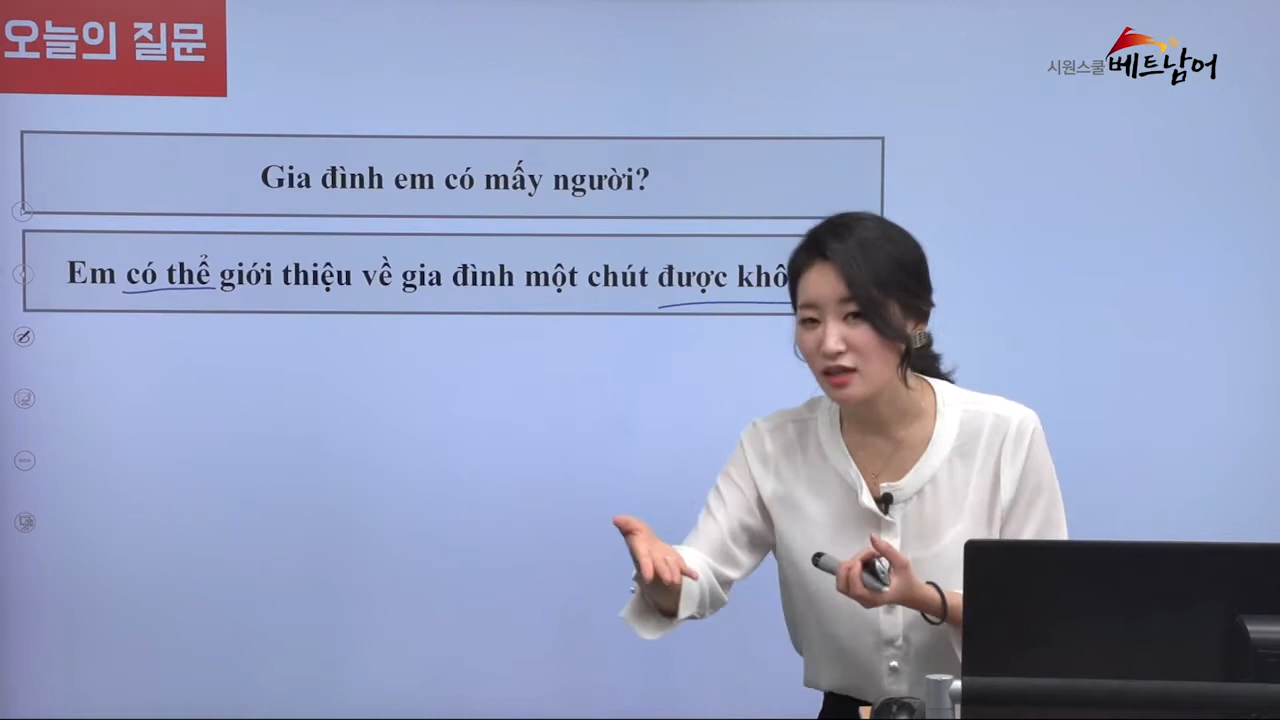 오늘의 질문
시원스쿨 베트남어
Gia đình em có mấy người?
Em có thể giới thiệu về gia đình một chút được